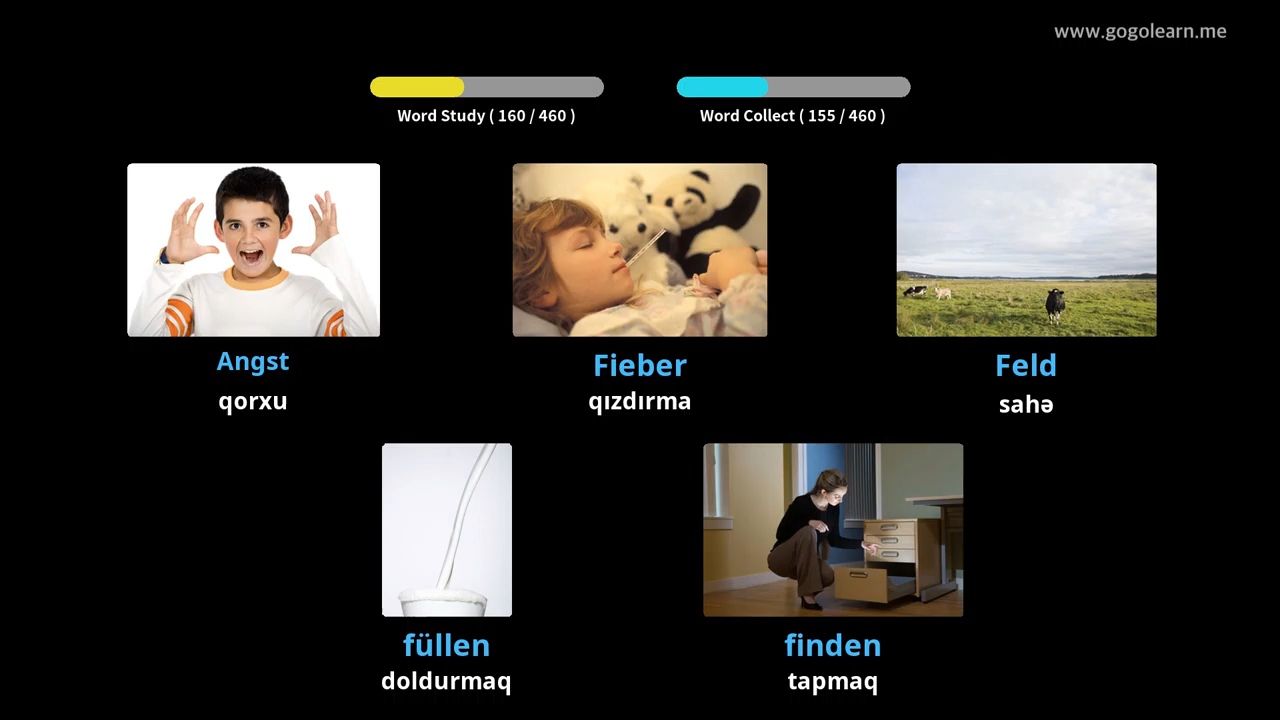 www.gogolearn.me
Word Study ( 160 / 460 )
Word Collect ( 155 / 460 )
Angst
qorxu
Fieber
qızdırma
Feld
sahə
füllen
doldurmaq
finden
tapmaq